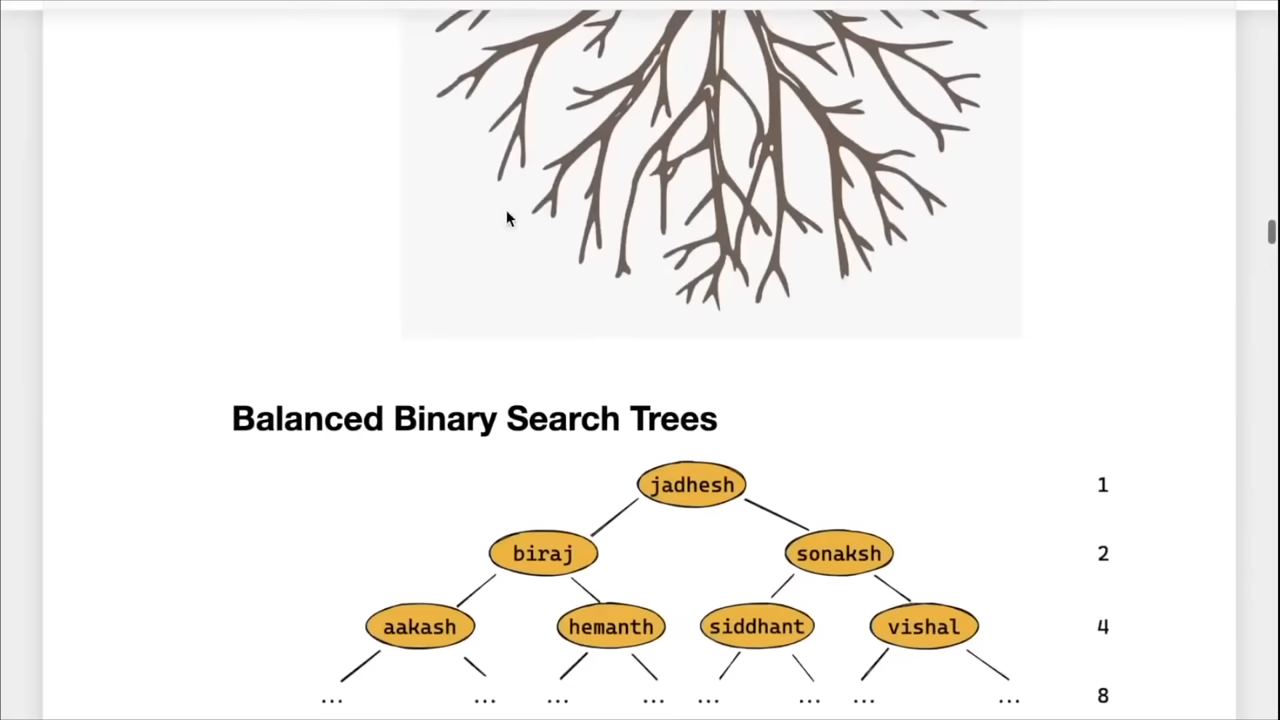 Balanced Binary Search Trees
jadhesh 1
biraj sonaksh 2
aakash hemanth siddhant vishal 4
... ... ... ... ... ... ... ... 8